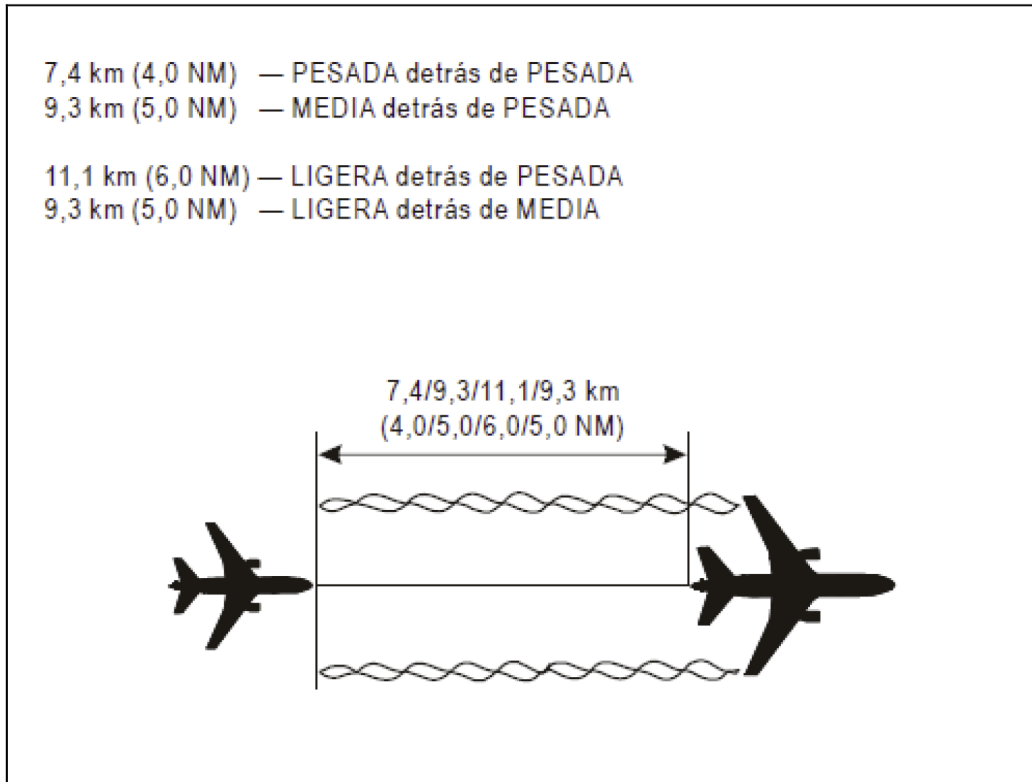 7,4 km (4,0 NM) — PESADA detrás de PESADA
9,3 km (5,0 NM) — MEDIA detrás de PESADA
11,1 km (6,0 NM) — LIGERA detrás de PESADA
9,3 km (5,0 NM) — LIGERA detrás de MEDIA
7,4/9,3/11,1/9,3 km
(4,0/5,0/6,0/5,0 NM)